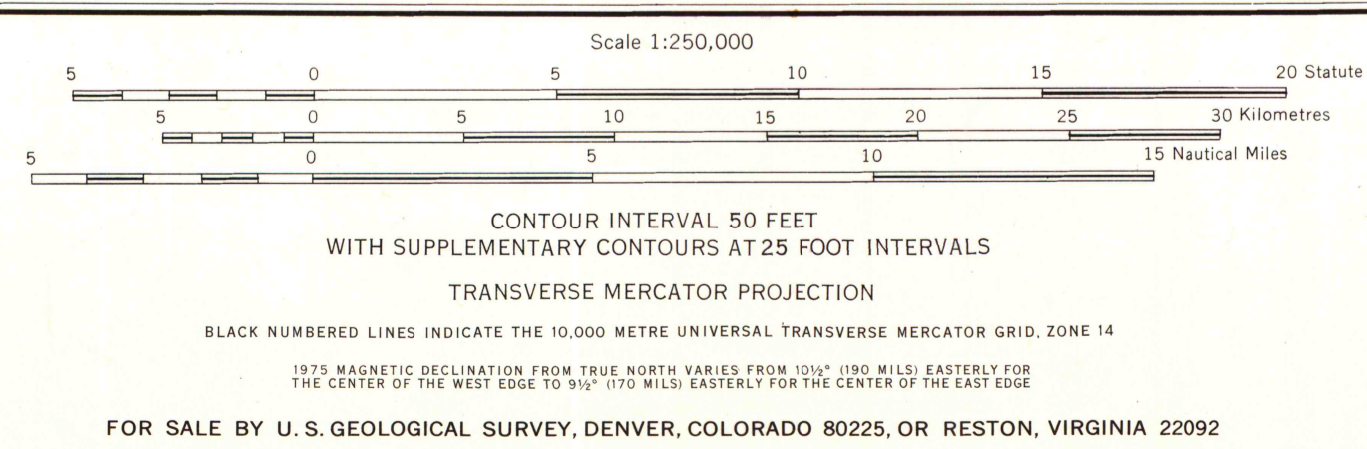 Scale 1:250,000
5 0 5 10 15 20 Statute
5 0 5 10 15 20 25 30 Kilometres
5 0 5 10 15 Nautical Miles
CONTOUR INTERVAL 50 FEET
WITH SUPPLEMENTARY CONTOURS AT 25 FOOT INTERVALS
TRANSVERSE MERCATOR PROJECTION
BLACK NUMBERED LINES INDICATE THE 10,000 METRE UNIVERSAL TRANSVERSE MERCATOR GRID, ZONE 14
1975 MAGNETIC DECLINATION FROM TRUE NORTH VARIES FROM 10½° (190 MILS) EASTERLY FOR
THE CENTER OF THE WEST EDGE TO 9½° (170 MILS) EASTERLY FOR THE CENTER OF THE EAST EDGE
FOR SALE BY U.S. GEOLOGICAL SURVEY, DENVER, COLORADO 80225, OR RESTON, VIRGINIA 22092